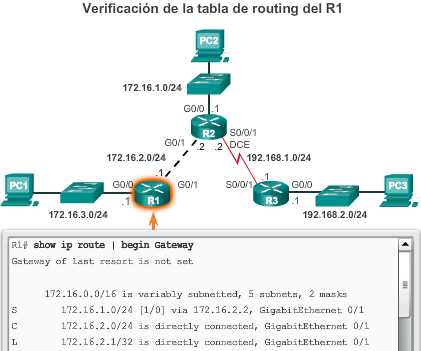 Verificación de la tabla de routing del R1
PC2
172.16.1.0/24
G0/0 .1
R2
S0/0/1
DCE
G0/1
.2 .2
172.16.2.0/24
192.168.1.0/24
.1
.1
PC1
G0/0
G0/1
S0/0/1
G0/0
PC3
.1
R1
R3
.1
172.16.3.0/24
192.168.2.0/24
R1# show ip route | begin Gateway
Gateway of last resort is not set
172.16.0.0/16 is variably subnetted, 5 subnets, 2 masks
S 172.16.1.0/24 [1/0] via 172.16.2.2, GigabitEthernet 0/1
C 172.16.2.0/24 is directly connected, GigabitEthernet 0/1
L 172.16.2.1/32 is directly connected, GigabitEthernet 0/1